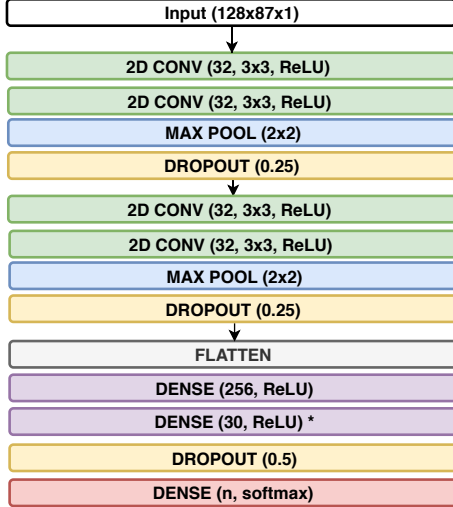 Input (128x87x1)
2D CONV (32, 3x3, ReLU)
2D CONV (32, 3x3, ReLU)
MAX POOL (2x2)
DROPOUT (0.25)
2D CONV (32, 3x3, ReLU)
2D CONV (32, 3x3, ReLU)
MAX POOL (2x2)
DROPOUT (0.25)
FLATTEN
DENSE (256, ReLU)
DENSE (30, ReLU) *
DROPOUT (0.5)
DENSE (n, softmax)